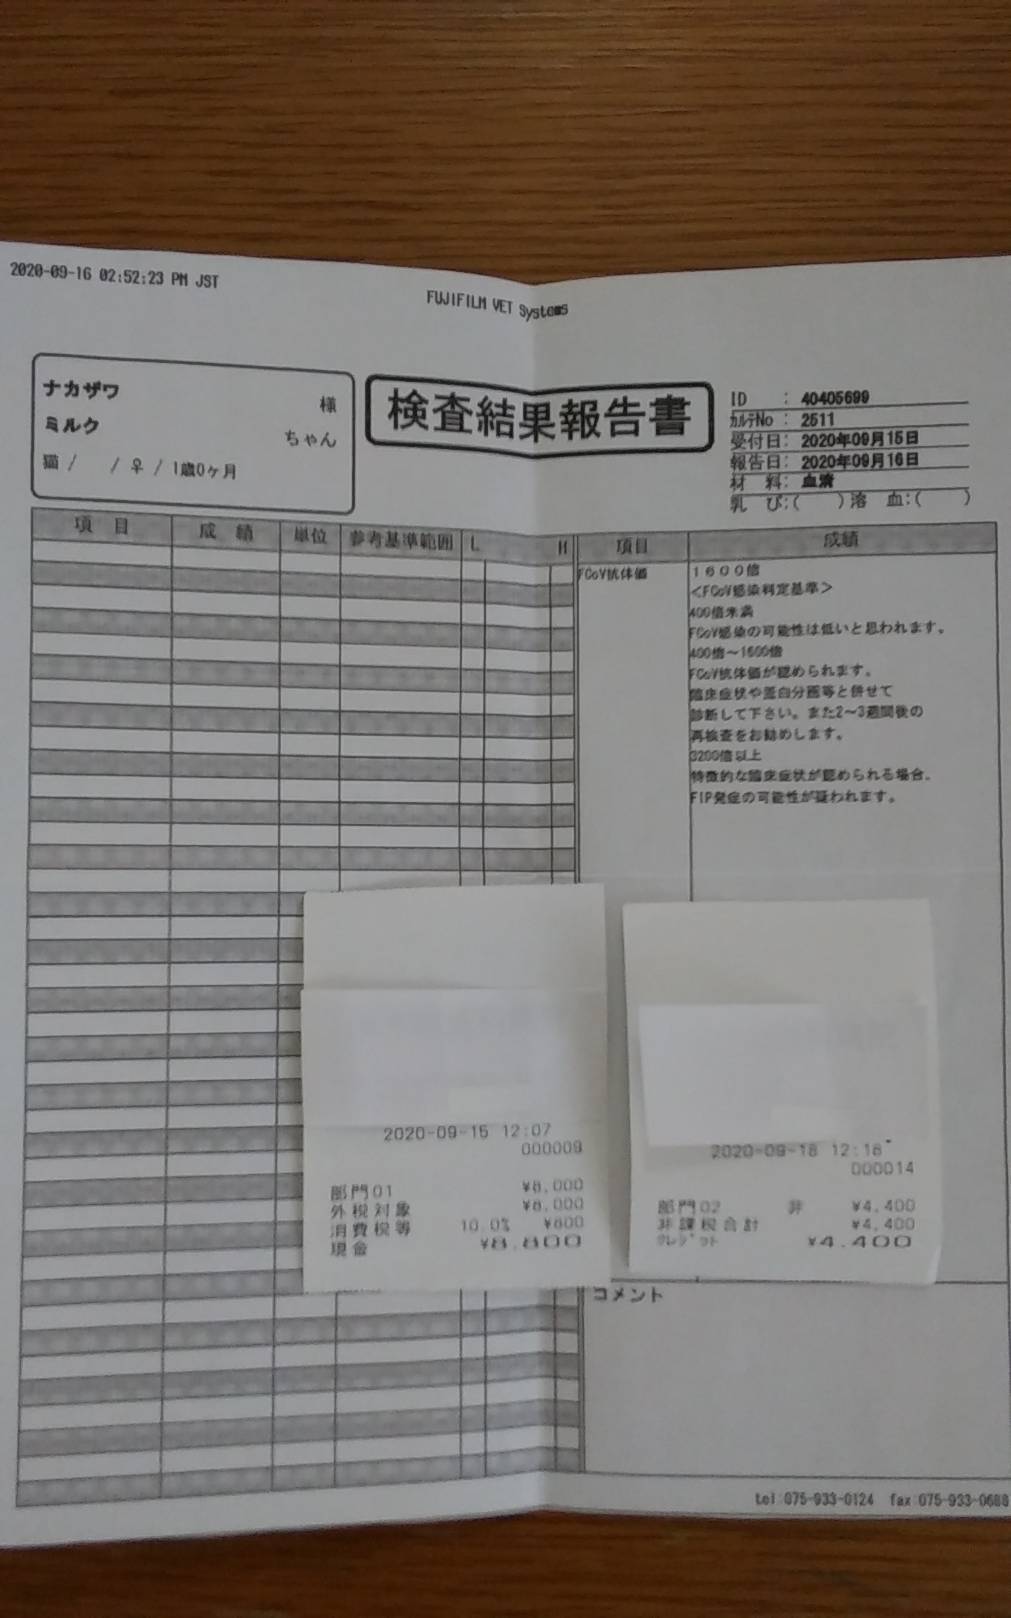 2020-09-16 02:52:23 PM JST
FUJIFILM VET Systems
ナカザワ 様
ミルク ちゃん
猫 / / ♀ / 1歳0ヶ月
検査結果報告書
ID : 40405699
ｶﾙﾃNo : 2511
受付日: 2020年09月15日
報告日: 2020年09月16日
材 料: 血清
乳 び:( ) 溶 血:( )
項 目 成 績 単位 参考基準範囲 L H 項目 成績
FCoV抗体価 1600倍
<FCoV感染判定基準>
400倍未満
FCoV感染の可能性は低いと思われます。
400倍～1600倍
FCoV抗体価が認められます。
臨床症状や蛋白分画等と併せて
診断して下さい。また2～3週間後の
再検査をお勧めします。
3200倍以上
特徴的な臨床症状が認められる場合、
FIP発症の可能性が疑われます。
2020-09-15 12:07
000009
部門01 ¥8,000
外税対象 ¥8,000
消費税等 10.0% ¥800
現金 ¥8,800
2020-09-18 12:16
000014
部門02 非 ¥4,400
非課税合計 ¥4,400
ｸﾚｼﾞｯﾄ ¥4,400
コメント
tel:075-933-0124 fax:075-933-0688